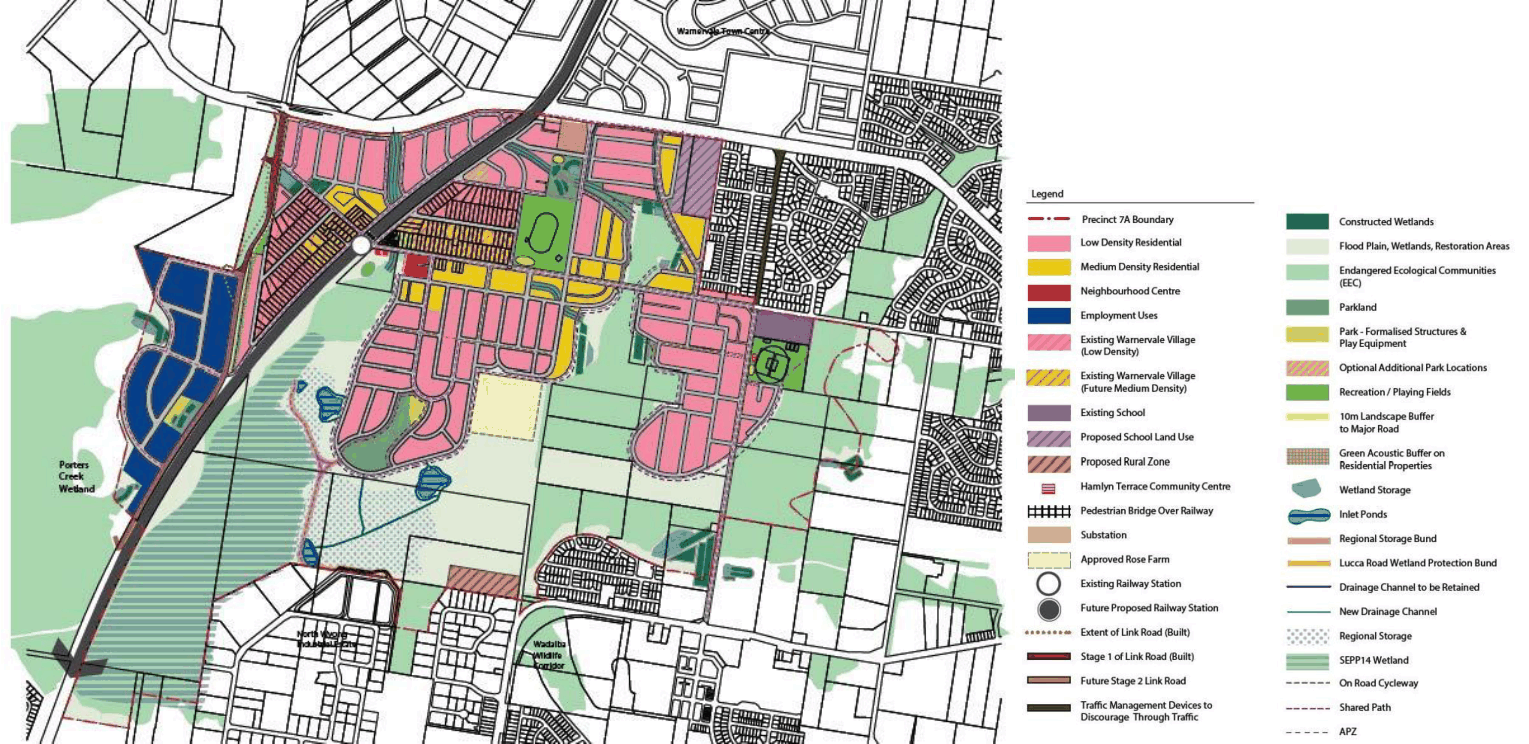 Warnervale Town Centre
Porters
Creek
Wetland
North Wyong
Industrial Estate
Wadalba
Wildlife
Corridor
Legend
Precinct 7A Boundary
Low Density Residential
Medium Density Residential
Neighbourhood Centre
Employment Uses
Existing Warnervale Village
(Low Density)
Existing Warnervale Village
(Future Medium Density)
Existing School
Proposed School Land Use
Proposed Rural Zone
Hamlyn Terrace Community Centre
Pedestrian Bridge Over Railway
Substation
Approved Rose Farm
Existing Railway Station
Future Proposed Railway Station
Extent of Link Road (Built)
Stage 1 of Link Road (Built)
Future Stage 2 Link Road
Traffic Management Devices to
Discourage Through Traffic
Constructed Wetlands
Flood Plain, Wetlands, Restoration Areas
Endangered Ecological Communities
(EEC)
Parkland
Park - Formalised Structures &
Play Equipment
Optional Additional Park Locations
Recreation / Playing Fields
10m Landscape Buffer
to Major Road
Green Acoustic Buffer on
Residential Properties
Wetland Storage
Inlet Ponds
Regional Storage Bund
Lucca Road Wetland Protection Bund
Drainage Channel to be Retained
New Drainage Channel
Regional Storage
SEPP14 Wetland
On Road Cycleway
Shared Path
APZ